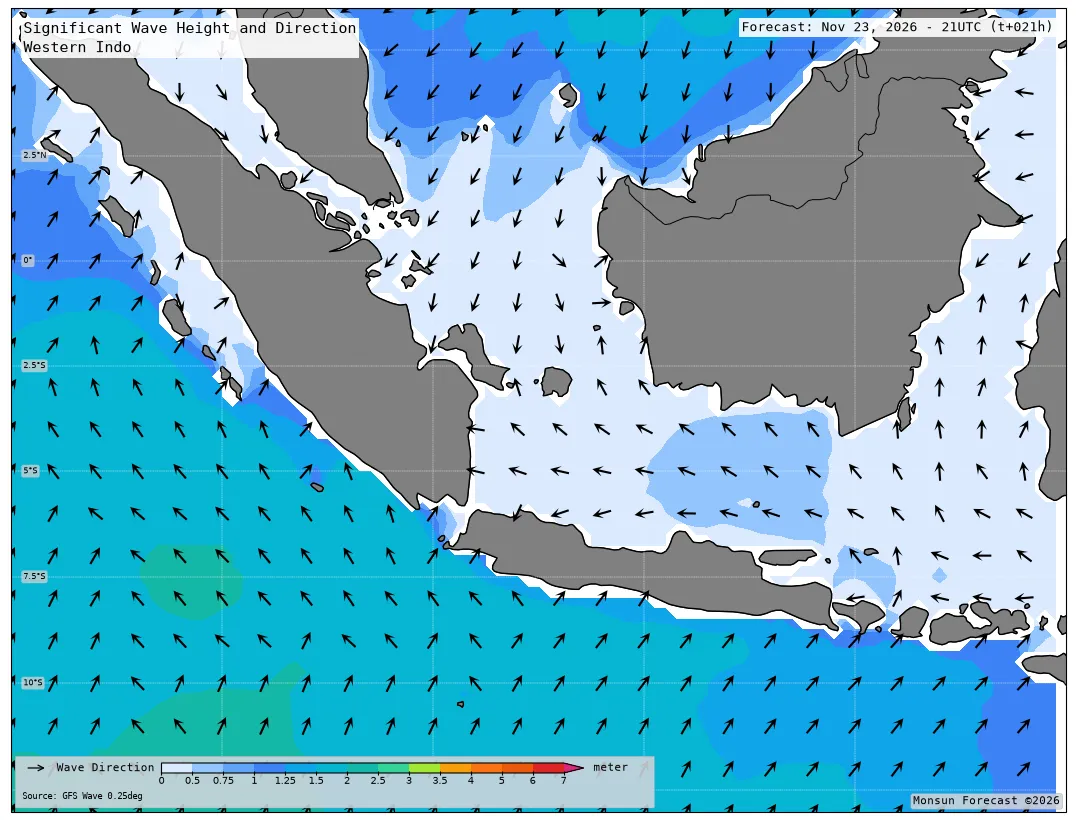 Significant Wave Height and Direction
Western Indo
Forecast: Nov 23, 2026 - 21UTC (t+021h)
2.5°N
0°
2.5°S
5°S
7.5°S
10°S
Wave Direction
0 0.5 0.75 1 1.25 1.5 2 2.5 3 3.5 4 5 6 7
meter
Source: GFS Wave 0.25deg
Monsun Forecast ©2026